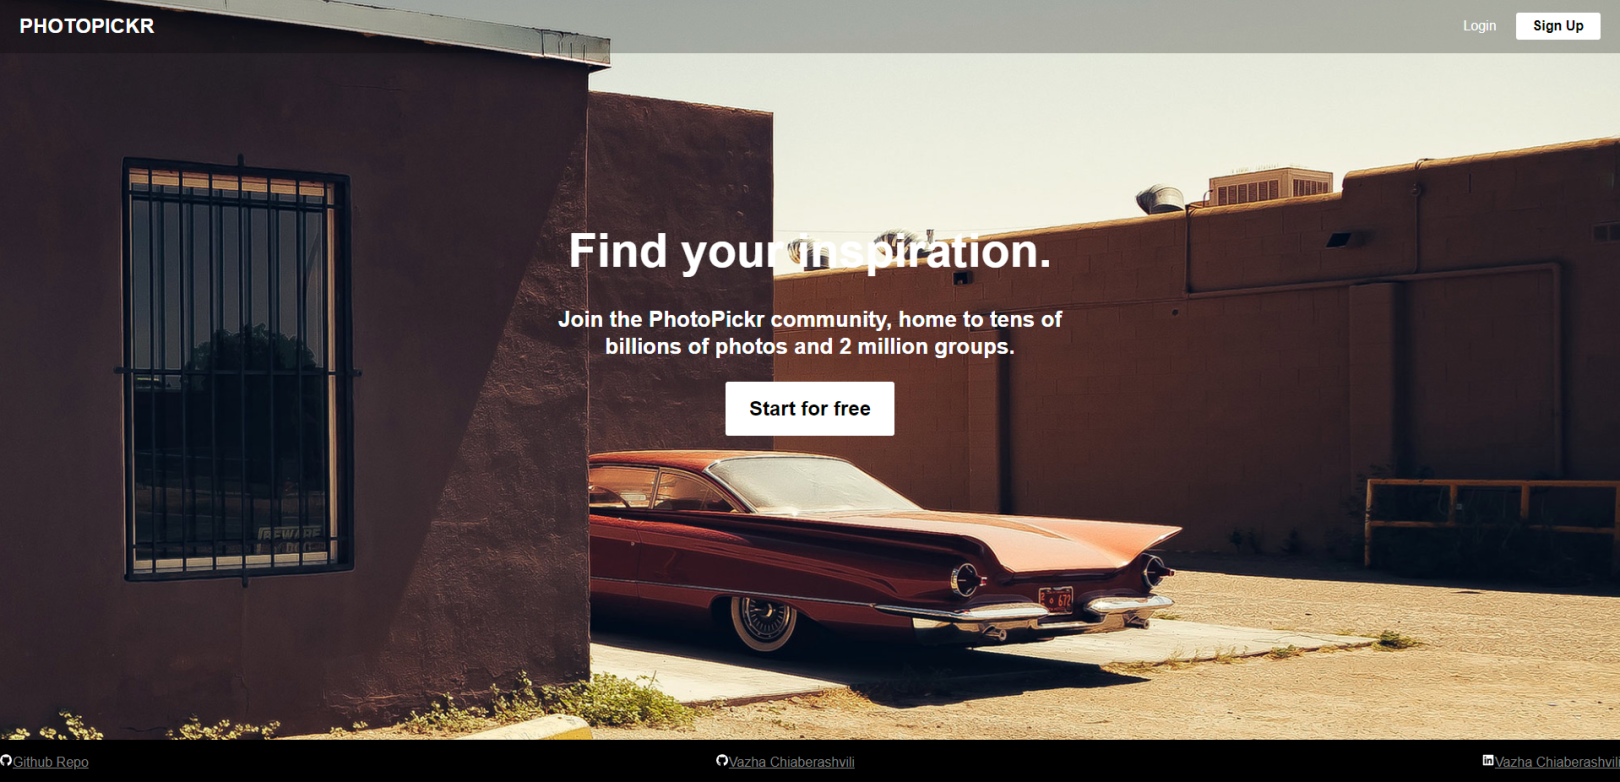 PHOTOPICKR
Login
Sign Up
Find your inspiration.
Join the PhotoPickr community, home to tens of
billions of photos and 2 million groups.
Start for free
BEWARE
672
Github Repo
Vazha Chiaberashvili
Vazha Chiaberashvili